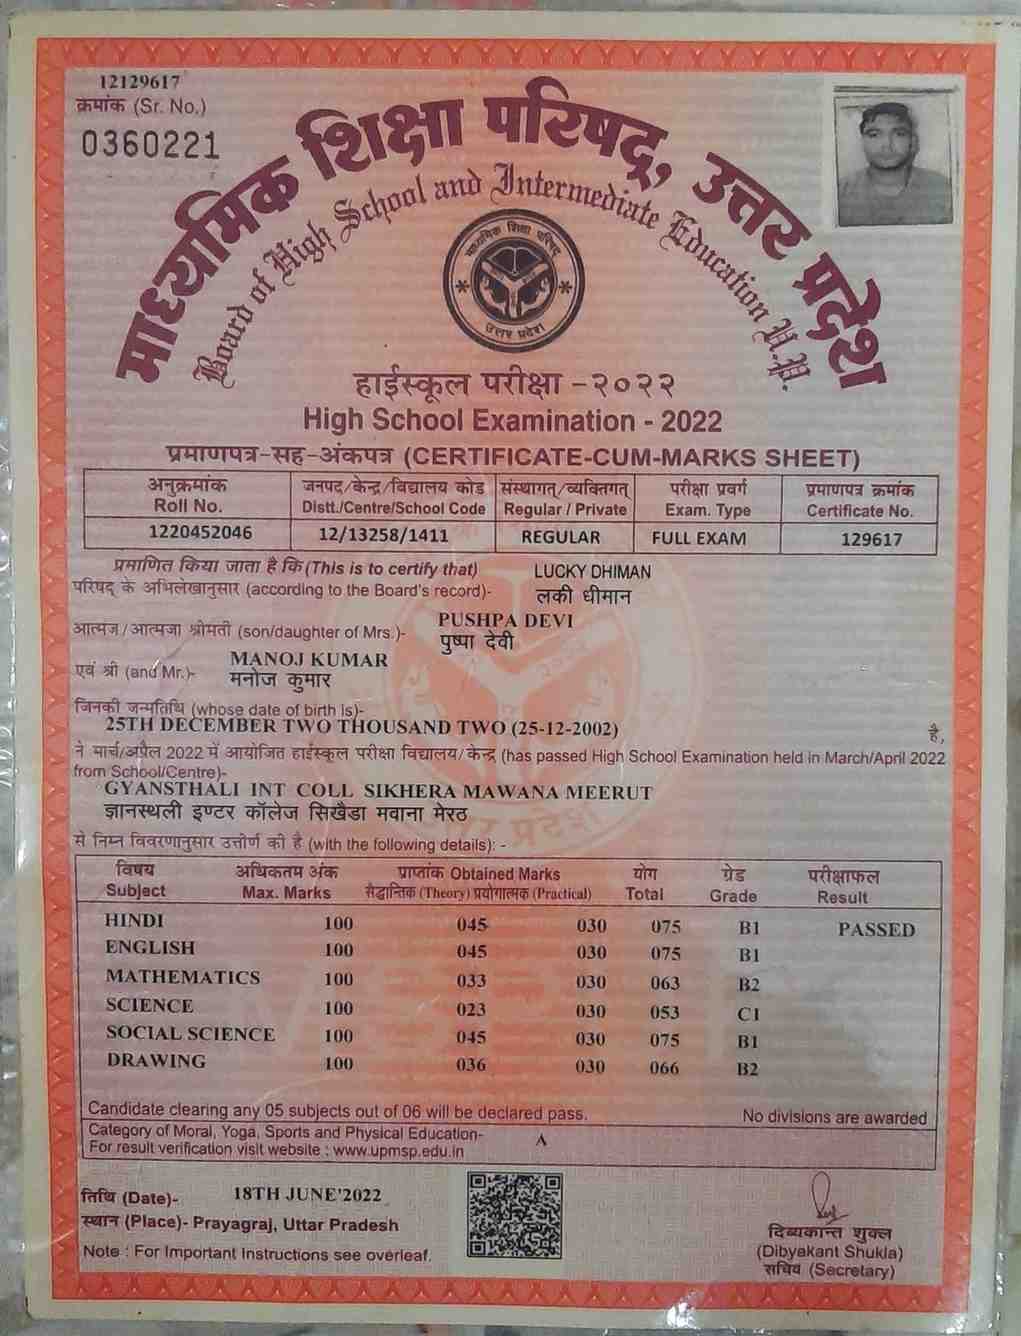 12129617
क्रमांक (Sr. No.)
0360221
माध्यमिक शिक्षा परिषद्, उत्तर प्रदेश
Board of High School and Intermediate Education U.P.
माध्यमिक शिक्षा परिषद
उत्तर प्रदेश
हाईस्कूल परीक्षा -२०२२
High School Examination - 2022
प्रमाणपत्र-सह-अंकपत्र (CERTIFICATE-CUM-MARKS SHEET)
अनुक्रमांक जनपद/केन्द्र/विद्यालय कोड संस्थागत्/व्यक्तिगत् परीक्षा प्रवर्ग प्रमाणपत्र क्रमांक
Roll No. Distt./Centre/School Code Regular / Private Exam. Type Certificate No.
1220452046 12/13258/1411 REGULAR FULL EXAM 129617
प्रमाणित किया जाता है कि (This is to certify that) LUCKY DHIMAN
परिषद के अभिलेखानुसार (according to the Board's record)- लकी धीमान
PUSHPA DEVI
आत्मज/आत्मजा श्रीमती (son/daughter of Mrs.)- पुष्पा देवी
MANOJ KUMAR
एवं श्री (and Mr.)- मनोज कुमार
जिनकी जन्मतिथि (whose date of birth is)-
25TH DECEMBER TWO THOUSAND TWO (25-12-2002) है,
ने मार्च/अप्रैल 2022 में आयोजित हाईस्कूल परीक्षा विद्यालय/केन्द्र (has passed High School Examination held in March/April 2022
from School/Centre)-
GYANSTHALI INT COLL SIKHERA MAWANA MEERUT
ज्ञानस्थली इण्टर कॉलेज सिखैडा मवाना मेरठ
से निम्न विवरणानुसार उत्तीर्ण की है (with the following details): -
विषय अधिकतम अंक प्राप्तांक Obtained Marks योग ग्रेड परीक्षाफल
Subject Max. Marks सैद्धान्तिक (Theory) प्रयोगात्मक (Practical) Total Grade Result
HINDI 100 045 030 075 B1 PASSED
ENGLISH 100 045 030 075 B1
MATHEMATICS 100 033 030 063 B2
SCIENCE 100 023 030 053 C1
SOCIAL SCIENCE 100 045 030 075 B1
DRAWING 100 036 030 066 B2
Candidate clearing any 05 subjects out of 06 will be declared pass. No divisions are awarded
Category of Moral, Yoga, Sports and Physical Education- A
For result verification visit website : www.upmsp.edu.in
तिथि (Date)- 18TH JUNE'2022
स्थान (Place)- Prayagraj, Uttar Pradesh
Note : For Important Instructions see overleaf.
दिब्यकान्त शुक्ल
(Dibyakant Shukla)
सचिव (Secretary)